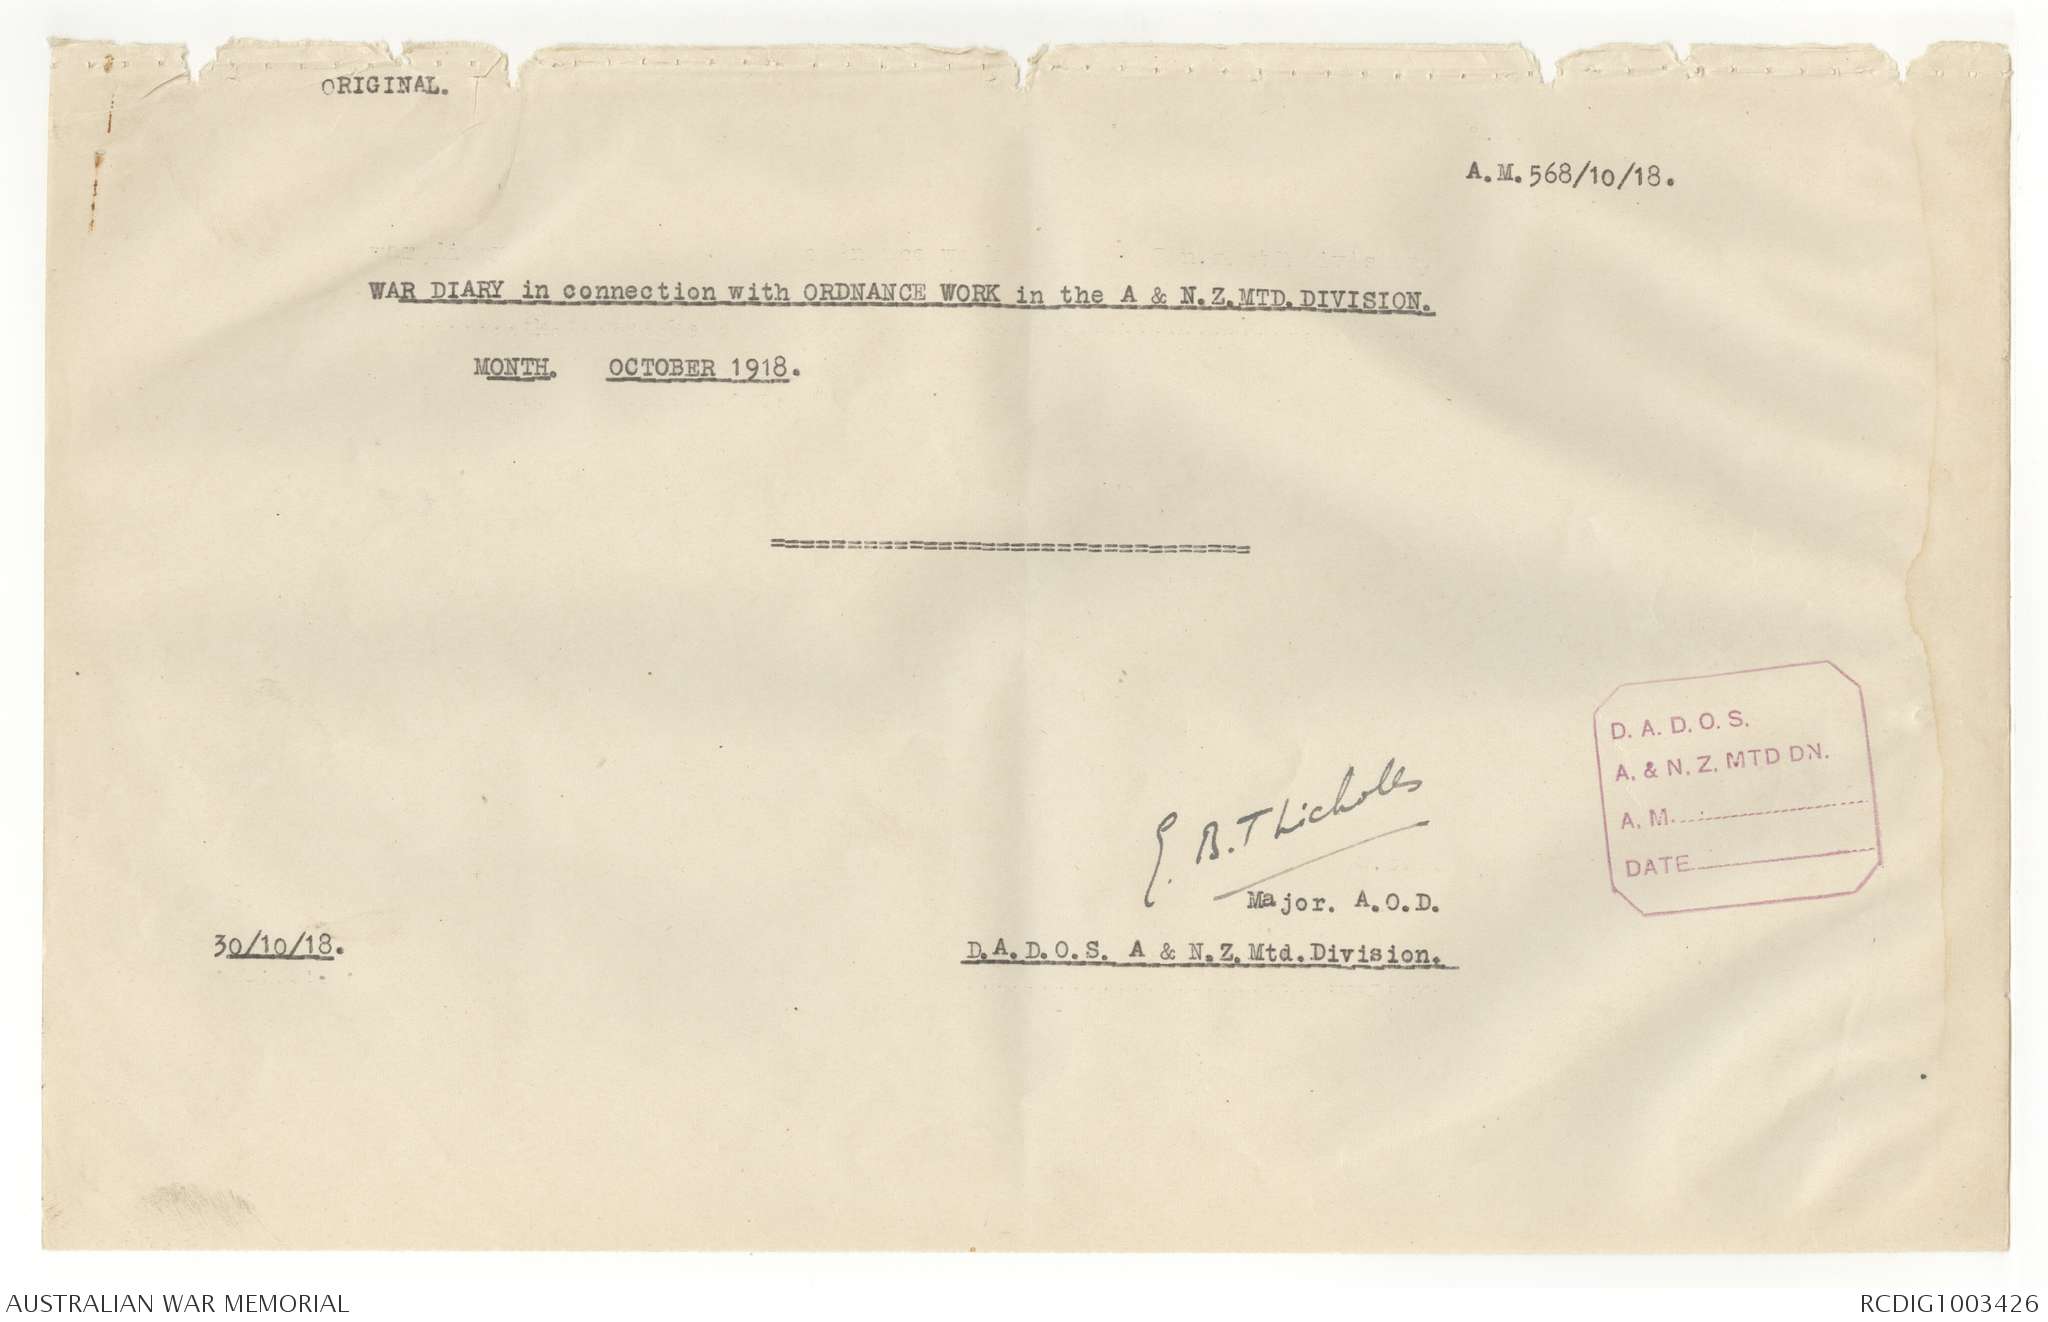 ORIGINAL.
A.M.568/10/18.
WAR DIARY in connection with ORDNANCE WORK in the A & N.Z.MTD.DIVISION.
MONTH. OCTOBER 1918.
================================
D. A. D. O. S.
A. & N. Z. MTD DN.
A. M.
DATE
Major. A.O.D.
30/10/18.
D.A.D.O.S. A & N.Z.Mtd.Division.
AUSTRALIAN WAR MEMORIAL
RCDIG1003426